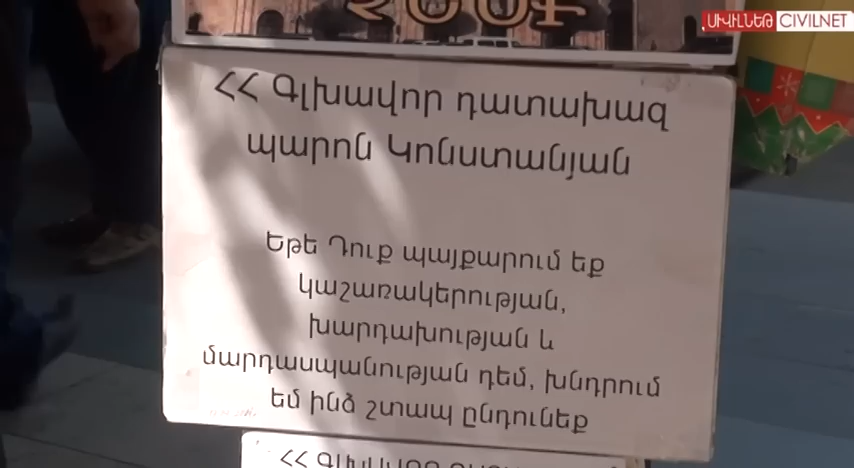 ՍԻՎԻԼՆԵԹ CIVILNET
ՀՀ Գլխավոր դատախազ
պարոն Կոնստանյան
Եթե Դուք պայքարում եք
կաշառակերության,
խարդախության և
մարդասպանության դեմ, խնդրում
եմ ինձ շտապ ընդունեք